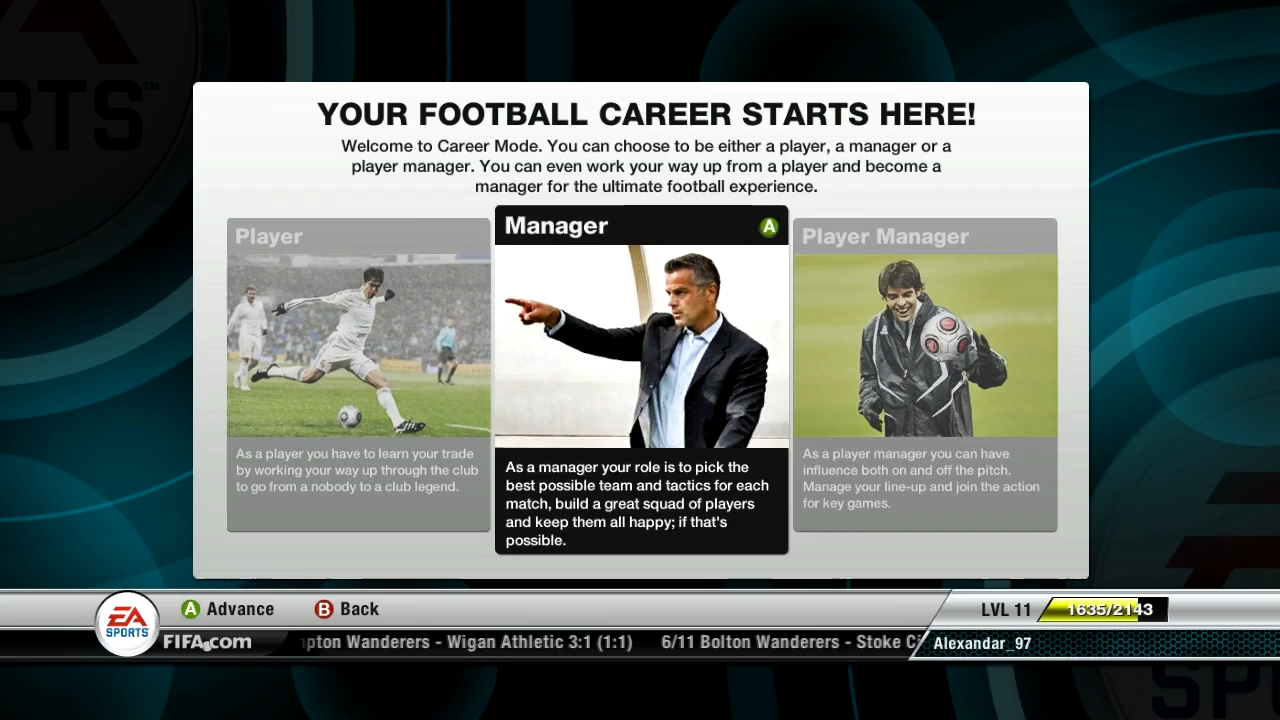 RTS™
YOUR FOOTBALL CAREER STARTS HERE!
Welcome to Career Mode. You can choose to be either a player, a manager or a
player manager. You can even work your way up from a player and become a
manager for the ultimate football experience.
Player
As a player you have to learn your trade
by working your way up through the club
to go from a nobody to a club legend.
Manager
A
As a manager your role is to pick the
best possible team and tactics for each
match, build a great squad of players
and keep them all happy; if that's
possible.
Player Manager
As a player manager you can have
influence both on and off the pitch.
Manage your line-up and join the action
for key games.
A Advance
B Back
LVL 11
1635/2143
EA
SPORTS
FIFA.com
pton Wanderers - Wigan Athletic 3:1 (1:1)
6/11 Bolton Wanderers - Stoke Ci
Alexandar_97
SPO